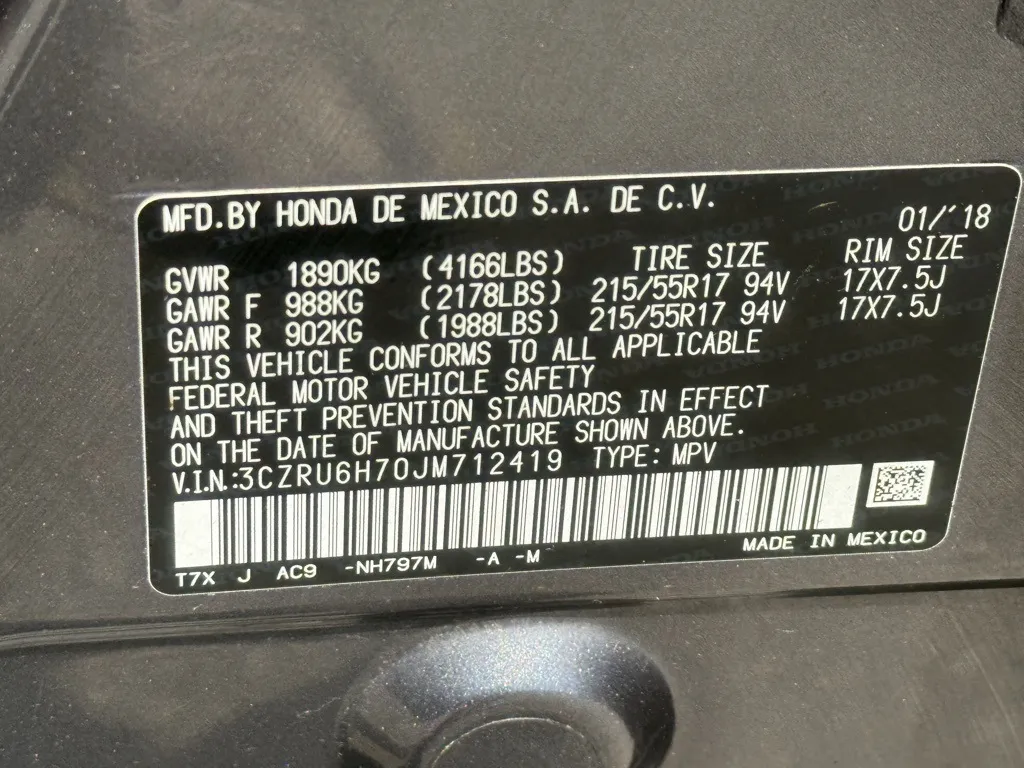 MFD.BY HONDA DE MEXICO S.A. DE C.V.
01/'18
TIRE SIZE RIM SIZE
GVWR 1890KG (4166LBS)
GAWR F 988KG (2178LBS) 215/55R17 94V 17X7.5J
GAWR R 902KG (1988LBS) 215/55R17 94V 17X7.5J
THIS VEHICLE CONFORMS TO ALL APPLICABLE
FEDERAL MOTOR VEHICLE SAFETY
AND THEFT PREVENTION STANDARDS IN EFFECT
ON THE DATE OF MANUFACTURE SHOWN ABOVE.
V.I.N.:3CZRU6H70JM712419 TYPE: MPV
MADE IN MEXICO
T7X J AC9 -NH797M -A -M